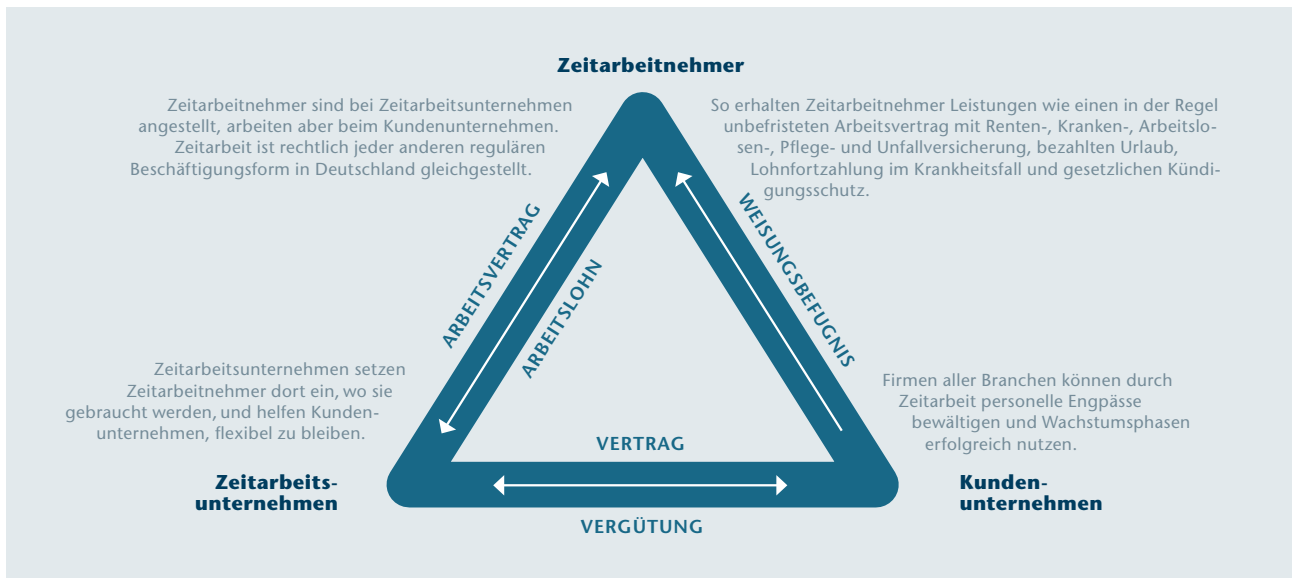 Zeitarbeitnehmer
Zeitarbeitnehmer sind bei Zeitarbeitsunternehmen
angestellt, arbeiten aber beim Kundenunternehmen.
Zeitarbeit ist rechtlich jeder anderen regulären
Beschäftigungsform in Deutschland gleichgestellt.
So erhalten Zeitarbeitnehmer Leistungen wie einen in der Regel
unbefristeten Arbeitsvertrag mit Renten-, Kranken-, Arbeitslo-
sen-, Pflege- und Unfallversicherung, bezahlten Urlaub,
Lohnfortzahlung im Krankheitsfall und gesetzlichen Kündi-
gungsschutz.
ARBEITSVERTRAG
ARBEITSLOHN
WEISUNGSBEFUGNIS
Zeitarbeitsunternehmen setzen
Zeitarbeitnehmer dort ein, wo sie
gebraucht werden, und helfen Kunden-
unternehmen, flexibel zu bleiben.
Firmen aller Branchen können durch
Zeitarbeit personelle Engpässe
bewältigen und Wachstumsphasen
erfolgreich nutzen.
VERTRAG
Zeitarbeits-
unternehmen
Kunden-
unternehmen
VERGÜTUNG